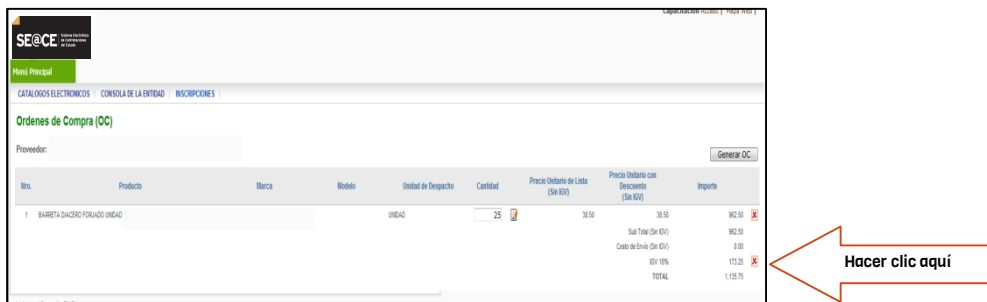 Capacitación Acceso | Mapa Web |
SE@CE Sistema Electrónico de Contrataciones del Estado
Menú Principal
CATALOGOS ELECTRONICOS | CONSOLA DE LA ENTIDAD | INSCRIPCIONES |
Ordenes de Compra (OC)
Proveedor:
Generar OC
Nro. Producto Marca Modelo Unidad de Despacho Cantidad Precio Unitario de Lista (Sin IGV) Precio Unitario con Descuento (Sin IGV) Importe
1 BARRETA D/ACERO FORJADO UNIDAD UNIDAD 25 38.50 38.50 962.50
Sub Total (Sin IGV) 962.50
Costo de Envío (Sin IGV) 0.00
IGV 18% 173.25
TOTAL 1,135.75
Hacer clic aquí